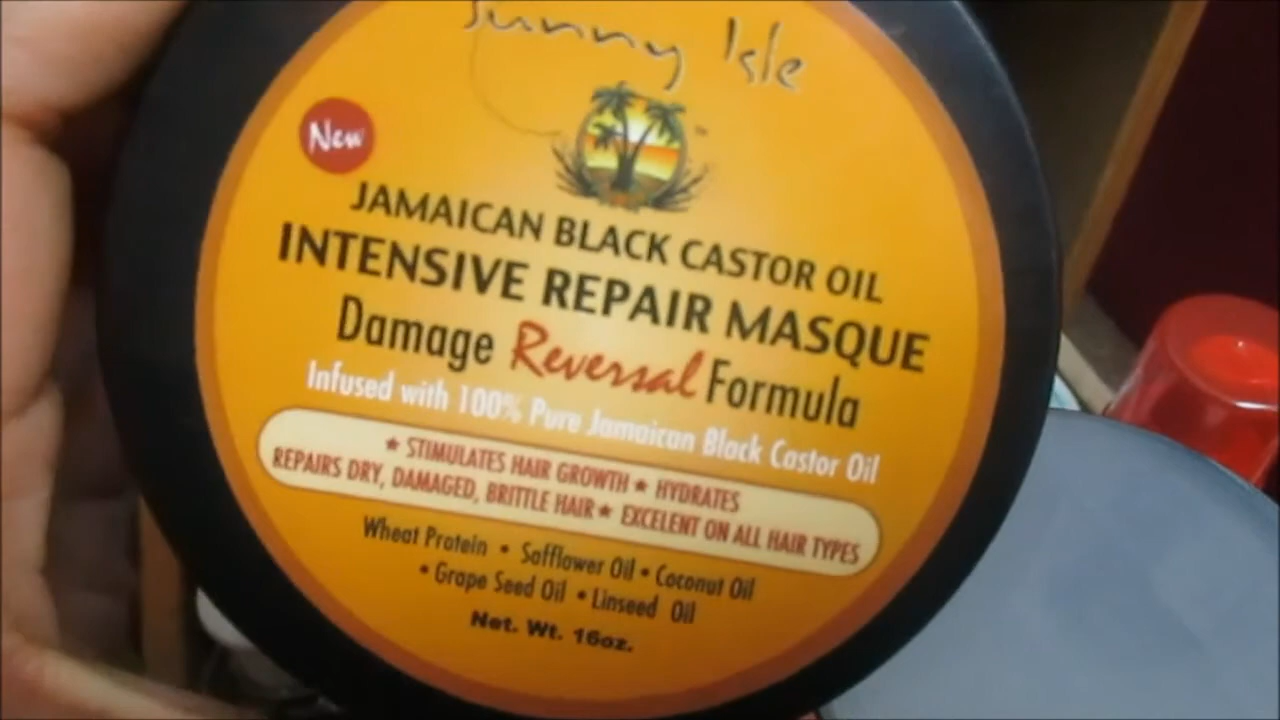 Sunny Isle
New
JAMAICAN BLACK CASTOR OIL
INTENSIVE REPAIR MASQUE
Damage Reversal Formula
Infused with 100% Pure Jamaican Black Castor Oil
★ STIMULATES HAIR GROWTH ★ HYDRATES
REPAIRS DRY, DAMAGED, BRITTLE HAIR ★ EXCELENT ON ALL HAIR TYPES
Wheat Protein • Safflower Oil • Coconut Oil
• Grape Seed Oil • Linseed Oil
Net. Wt. 16oz.